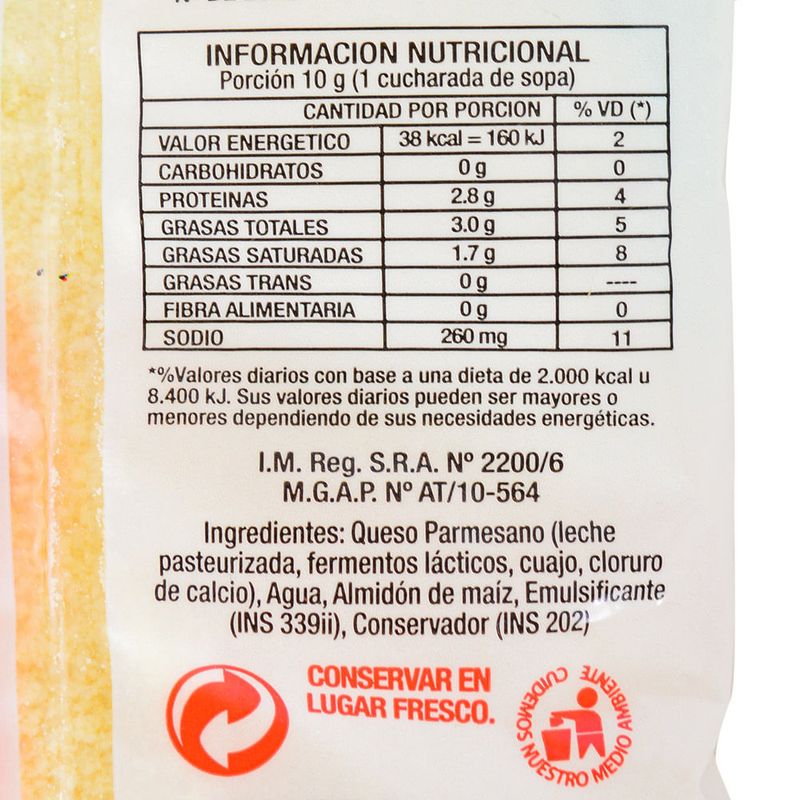 INFORMACION NUTRICIONAL
Porción 10 g (1 cucharada de sopa)
CANTIDAD POR PORCION % VD (*)
VALOR ENERGETICO 38 kcal = 160 kJ 2
CARBOHIDRATOS 0 g 0
PROTEINAS 2.8 g 4
GRASAS TOTALES 3.0 g 5
GRASAS SATURADAS 1.7 g 8
GRASAS TRANS 0 g ----
FIBRA ALIMENTARIA 0 g 0
SODIO 260 mg 11
*%Valores diarios con base a una dieta de 2.000 kcal u
8.400 kJ. Sus valores diarios pueden ser mayores o
menores dependiendo de sus necesidades energéticas.
I.M. Reg. S.R.A. Nº 2200/6
M.G.A.P. Nº AT/10-564
Ingredientes: Queso Parmesano (leche
pasteurizada, fermentos lácticos, cuajo, cloruro
de calcio), Agua, Almidón de maíz, Emulsificante
(INS 339ii), Conservador (INS 202)
CONSERVAR EN
LUGAR FRESCO.
CUIDEMOS NUESTRO MEDIO AMBIENTE